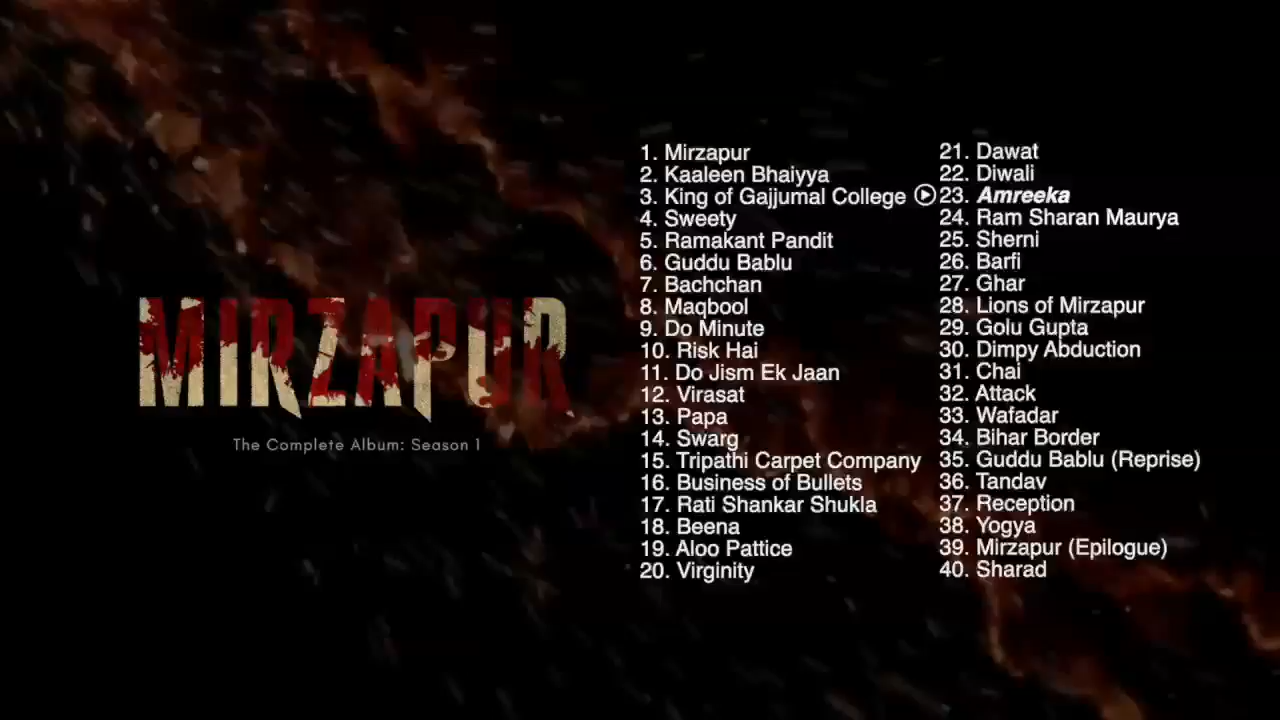 MIRZAPUR
The Complete Album: Season 1
1. Mirzapur
2. Kaaleen Bhaiyya
3. King of Gajjumal College
4. Sweety
5. Ramakant Pandit
6. Guddu Bablu
7. Bachchan
8. Maqbool
9. Do Minute
10. Risk Hai
11. Do Jism Ek Jaan
12. Virasat
13. Papa
14. Swarg
15. Tripathi Carpet Company
16. Business of Bullets
17. Rati Shankar Shukla
18. Beena
19. Aloo Pattice
20. Virginity
21. Dawat
22. Diwali
23. Amreeka
24. Ram Sharan Maurya
25. Sherni
26. Barfi
27. Ghar
28. Lions of Mirzapur
29. Golu Gupta
30. Dimpy Abduction
31. Chai
32. Attack
33. Wafadar
34. Bihar Border
35. Guddu Bablu (Reprise)
36. Tandav
37. Reception
38. Yogya
39. Mirzapur (Epilogue)
40. Sharad